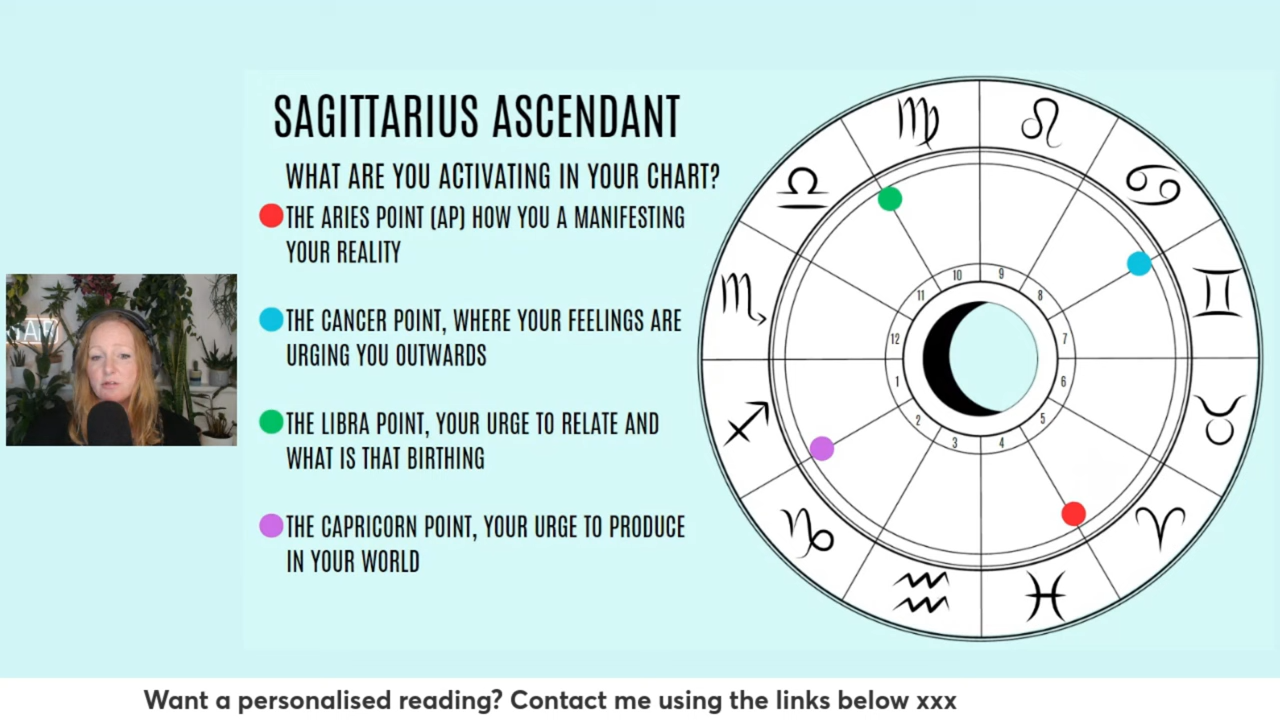 SAGITTARIUS ASCENDANT
WHAT ARE YOU ACTIVATING IN YOUR CHART?
THE ARIES POINT (AP) HOW YOU A MANIFESTING
YOUR REALITY
THE CANCER POINT, WHERE YOUR FEELINGS ARE
URGING YOU OUTWARDS
THE LIBRA POINT, YOUR URGE TO RELATE AND
WHAT IS THAT BIRTHING
THE CAPRICORN POINT, YOUR URGE TO PRODUCE
IN YOUR WORLD
♍ ♌
♎ ♋
♏ ♊
♐ ♉
♑ ♈
♒ ♓
10 9
11 8
12 7
1 6
2 5
3 4
Want a personalised reading? Contact me using the links below xxx